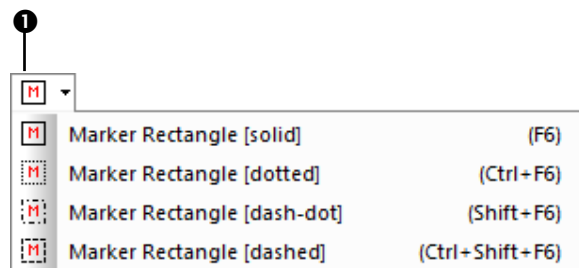 1
M
M Marker Rectangle [solid] (F6)
M Marker Rectangle [dotted] (Ctrl+F6)
M Marker Rectangle [dash-dot] (Shift+F6)
M Marker Rectangle [dashed] (Ctrl+Shift+F6)